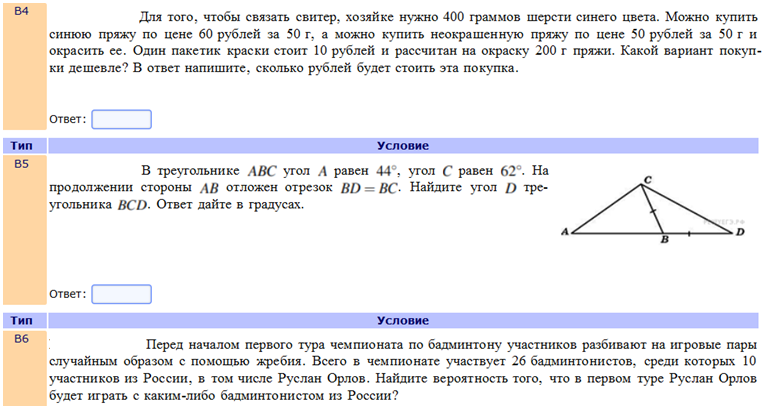 B4
Для того, чтобы связать свитер, хозяйке нужно 400 граммов шерсти синего цвета. Можно купить
синюю пряжу по цене 60 рублей за 50 г, а можно купить неокрашенную пряжу по цене 50 рублей за 50 г и
окрасить ее. Один пакетик краски стоит 10 рублей и рассчитан на окраску 200 г пряжи. Какой вариант покуп-
ки дешевле? В ответ напишите, сколько рублей будет стоить эта покупка.
Ответ:
Тип Условие
B5
В треугольнике ABC угол A равен 44°, угол C равен 62°. На
продолжении стороны AB отложен отрезок BD = BC. Найдите угол D тре-
угольника BCD. Ответ дайте в градусах.
C
A
B
D
Ответ:
Тип Условие
B6
Перед началом первого тура чемпионата по бадминтону участников разбивают на игровые пары
случайным образом с помощью жребия. Всего в чемпионате участвует 26 бадминтонистов, среди которых 10
участников из России, в том числе Руслан Орлов. Найдите вероятность того, что в первом туре Руслан Орлов
будет играть с каким-либо бадминтонистом из России?